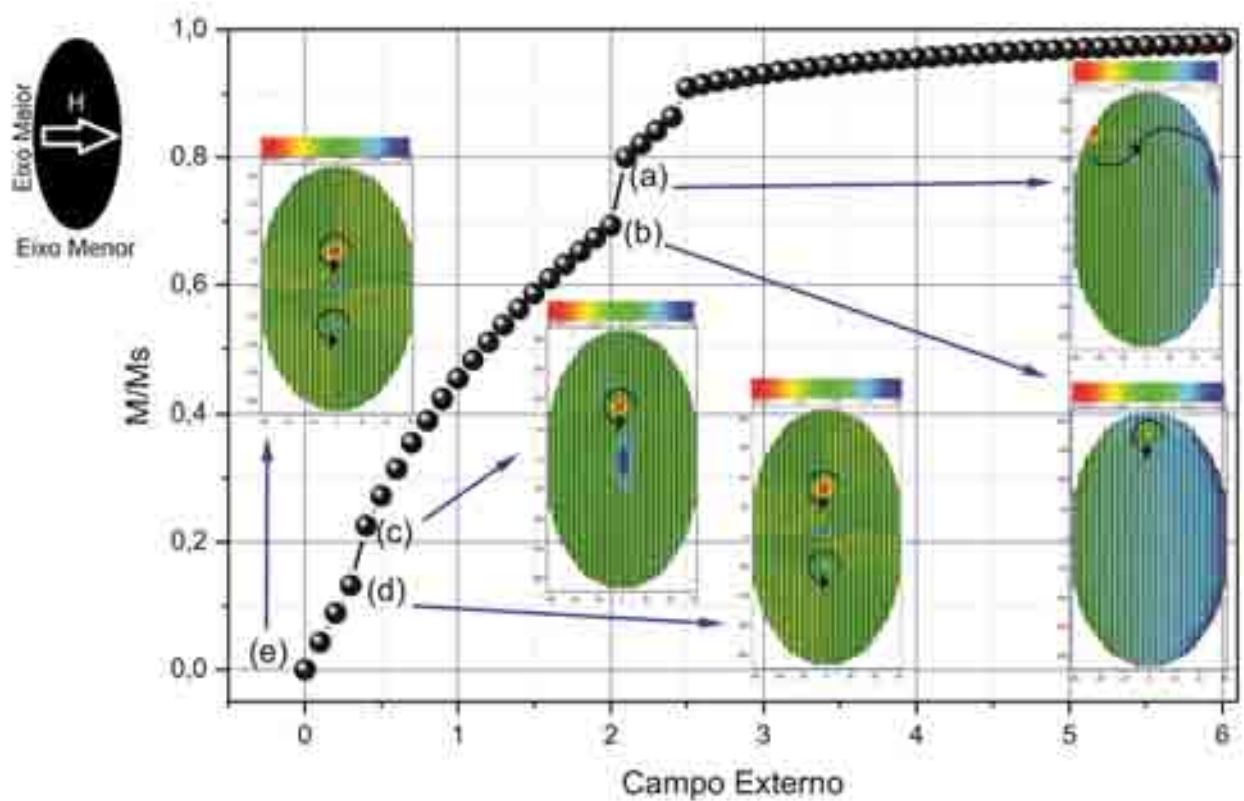 H
Eixo Maior
Eixo Menor
M/Ms
1,0
0,8
0,6
0,4
0,2
0,0
(a)
(b)
(c)
(d)
(e)
0
1
2
3
4
5
6
Campo Externo